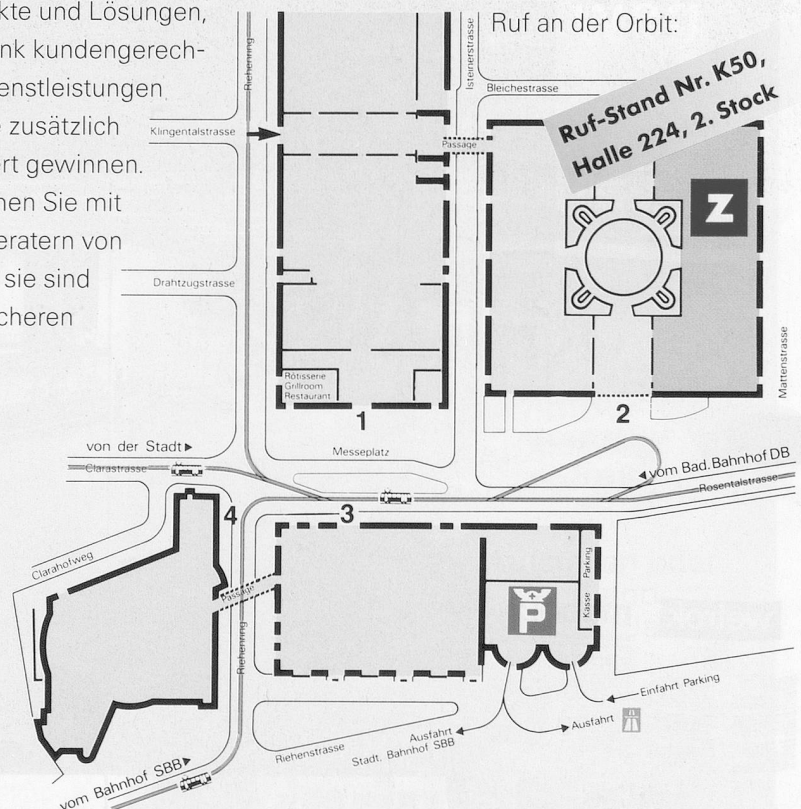 kte und Lösungen,
nk kundengerech-
enstleistungen
zusätzlich
rt gewinnen.
nen Sie mit
eratern von
sie sind
cheren
Ruf an der Orbit:
Ruf-Stand Nr. K50,
Halle 224, 2. Stock
Riehenring
Isteinerstrasse
Bleichestrasse
Klingentalstrasse
Passage
Z
Drahtzugstrasse
Mattenstrasse
Rôtisserie
Grillroom
Restaurant
1
2
Messeplatz
von der Stadt
Clarastrasse
vom Bad. Bahnhof DB
Rosentalstrasse
4
3
Clarahofweg
Passage
Riehenring
Parking
Kasse
P
Einfahrt Parking
Ausfahrt
Ausfahrt
Städt. Bahnhof SBB
Riehenstrasse
vom Bahnhof SBB